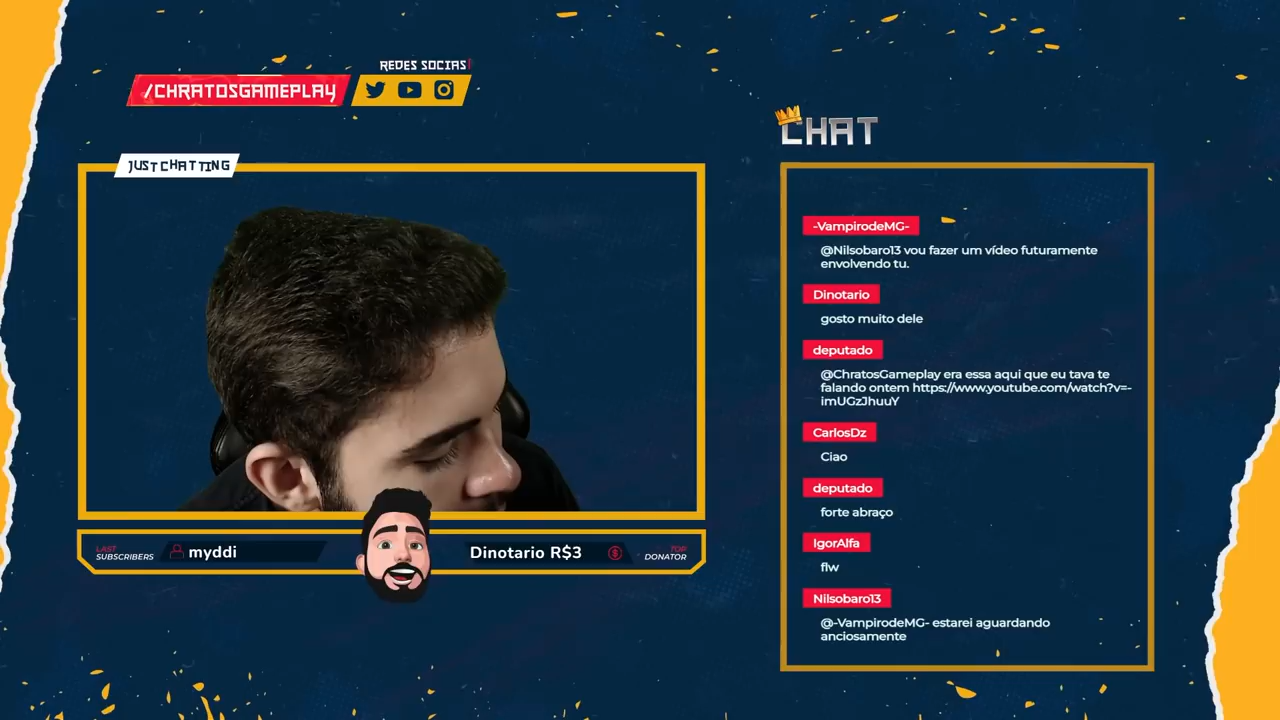 REDES SOCIAS
/CHRATOSGAMEPLAY
CHAT
JUST CHATTING
-VampirodeMG-
@Nilsobaro13 vou fazer um vídeo futuramente
envolvendo tu.
Dinotario
gosto muito dele
deputado
@ChratosGameplay era essa aqui que eu tava te
falando ontem https://www.youtube.com/watch?v=-
imUGzJhuuY
CarlosDz
Ciao
deputado
forte abraço
IgorAlfa
flw
Nilsobaro13
@-VampirodeMG- estarei aguardando
anciosamente
LAST
SUBSCRIBERS
myddi
Dinotario R$3
TOP
DONATOR